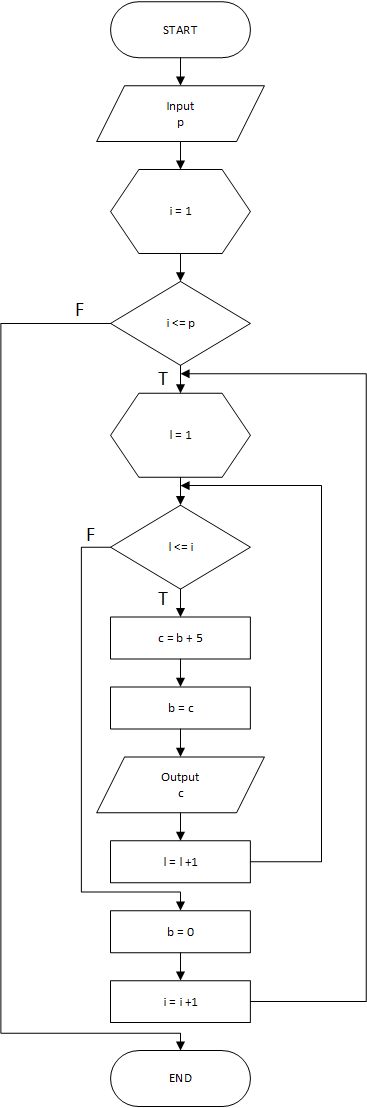 START
Input
p
i = 1
F
i <= p
T
l = 1
F
l <= i
T
c = b + 5
b = c
Output
c
l = l +1
b = 0
i = i +1
END